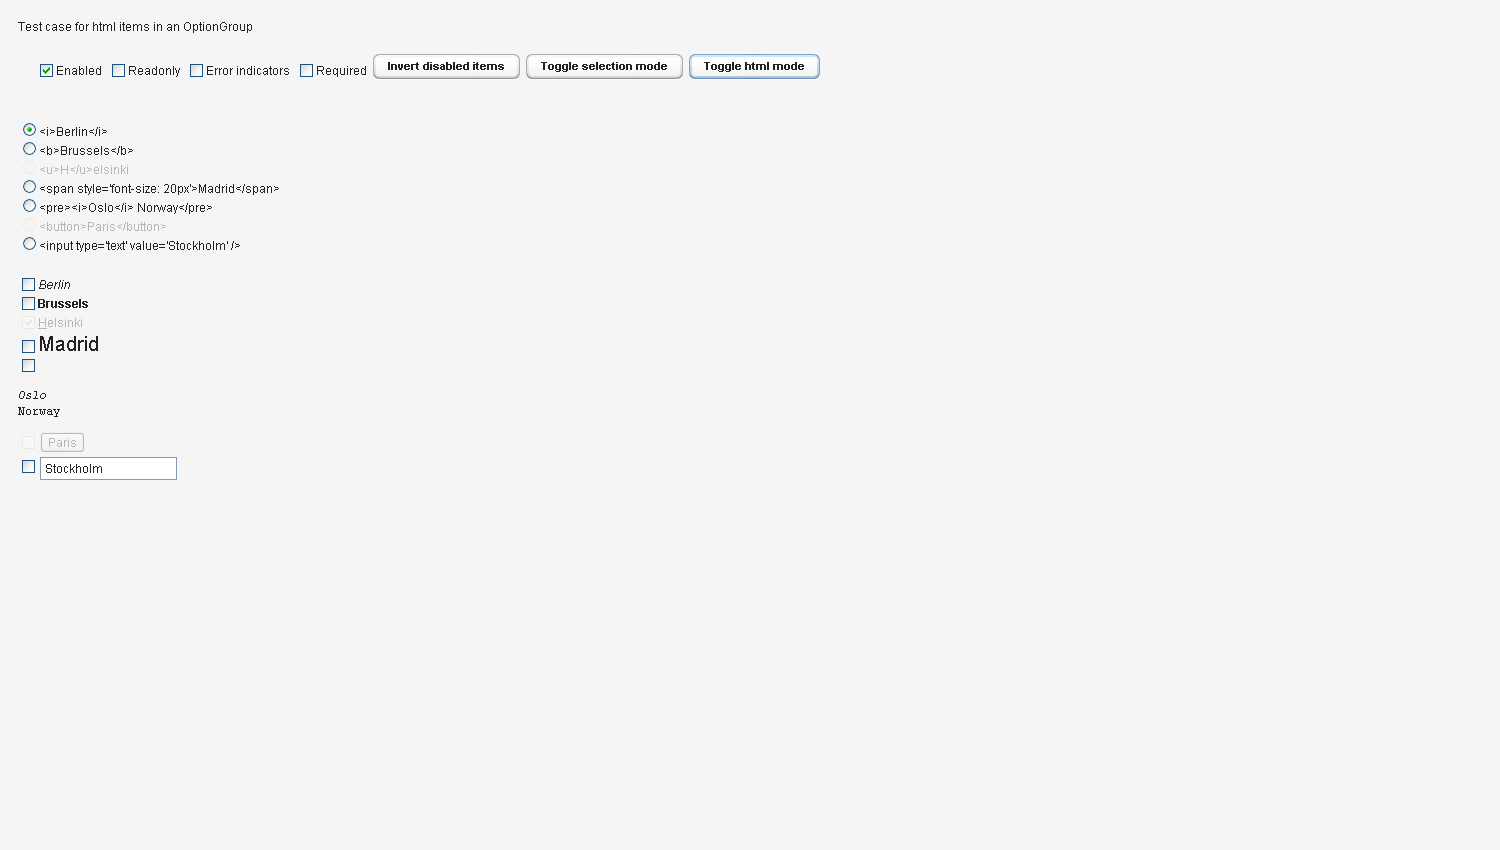 Test case for html items in an OptionGroup
Enabled Readonly Error indicators Required Invert disabled items Toggle selection mode Toggle html mode
<i>Berlin</i>
<b>Brussels</b>
<u>H</u>elsinki
<span style='font-size: 20px'>Madrid</span>
<pre><i>Oslo</i> Norway</pre>
<button>Paris</button>
<input type='text' value='Stockholm' />
Berlin
Brussels
Helsinki
Madrid
Oslo
Norway
Paris
Stockholm